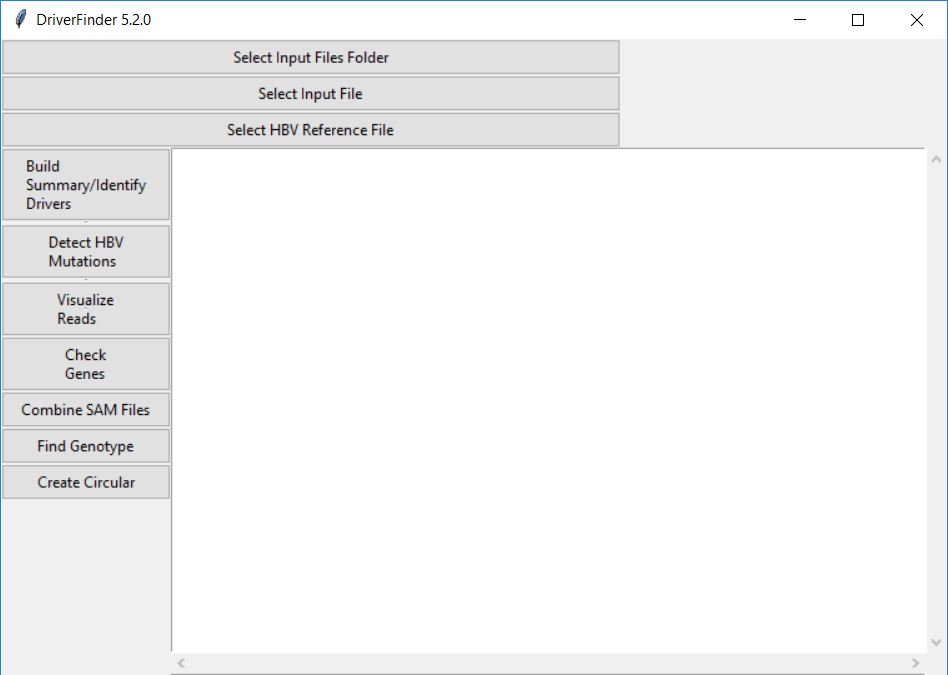 DriverFinder 5.2.0
Select Input Files Folder
Select Input File
Select HBV Reference File
Build
Summary/Identify
Drivers
Detect HBV
Mutations
Visualize
Reads
Check
Genes
Combine SAM Files
Find Genotype
Create Circular